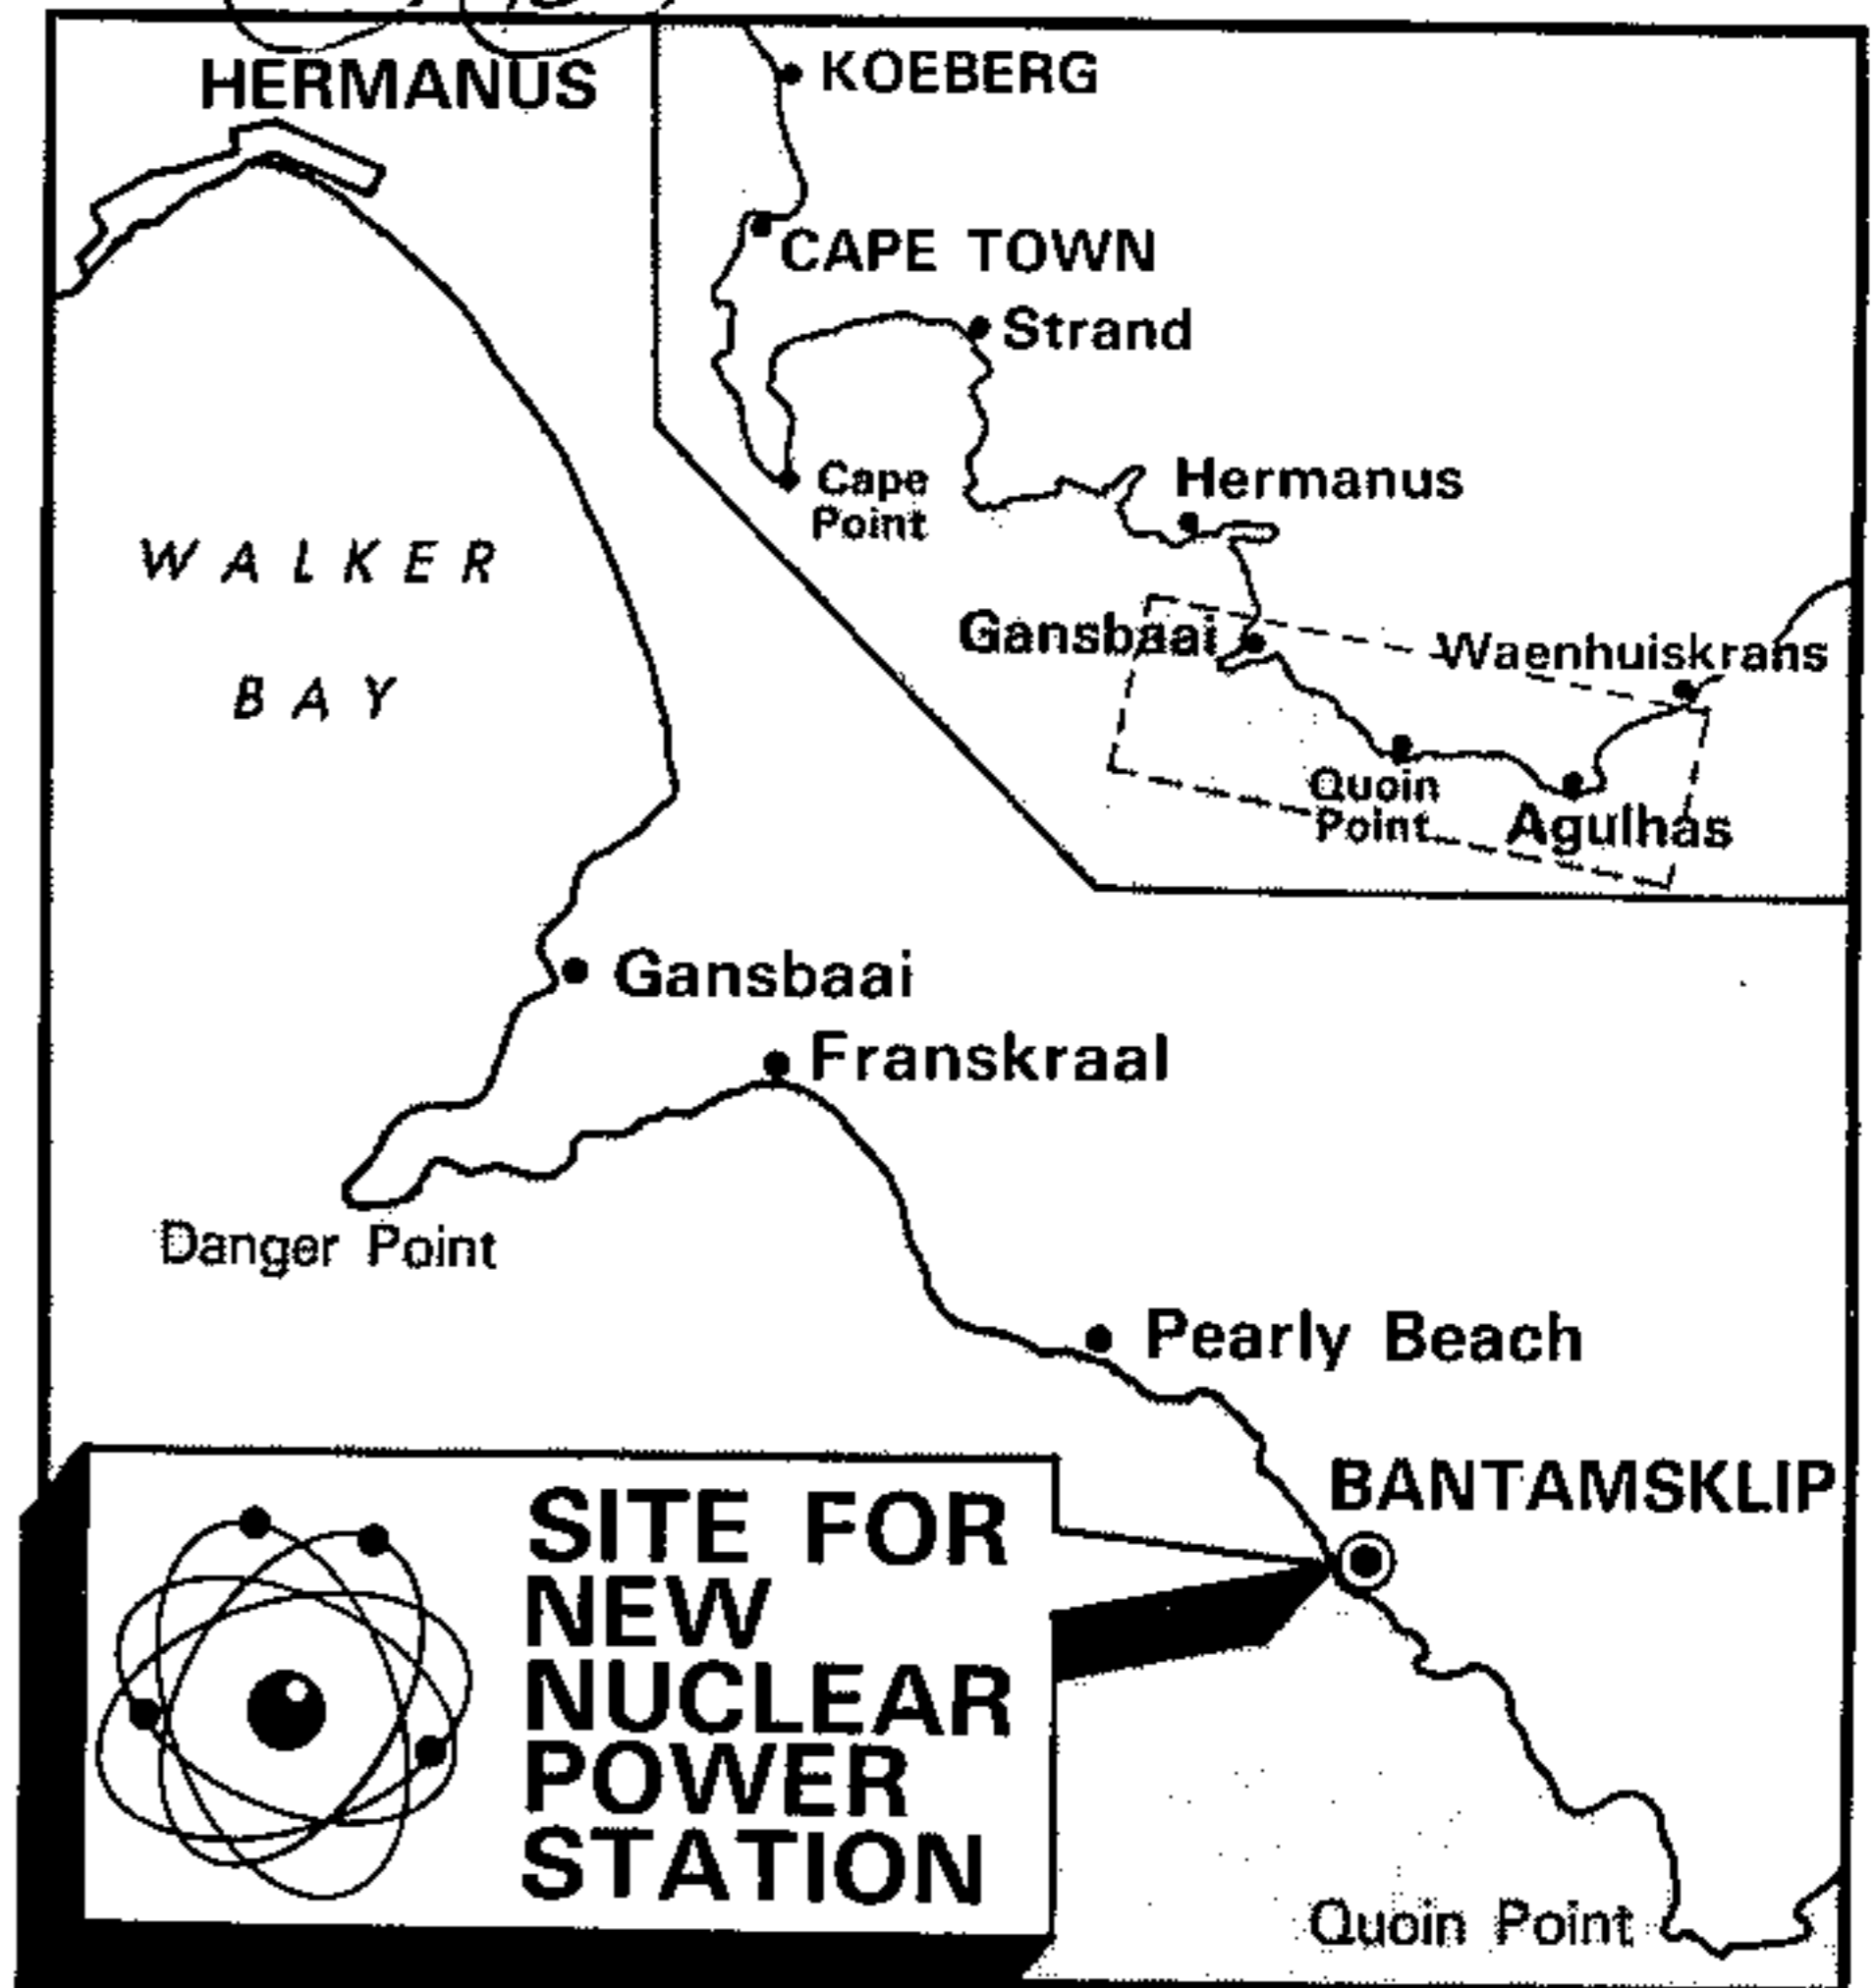 HERMANUS
KOEBERG
CAPE TOWN
Strand
Cape
Point
Hermanus
Gansbaai
Waenhuiskrans
Quoin
Point
Agulhas
WALKER
BAY
Gansbaai
Franskraal
Danger Point
Pearly Beach
BANTAMSKLIP
SITE FOR
NEW
NUCLEAR
POWER
STATION
Quoin Point